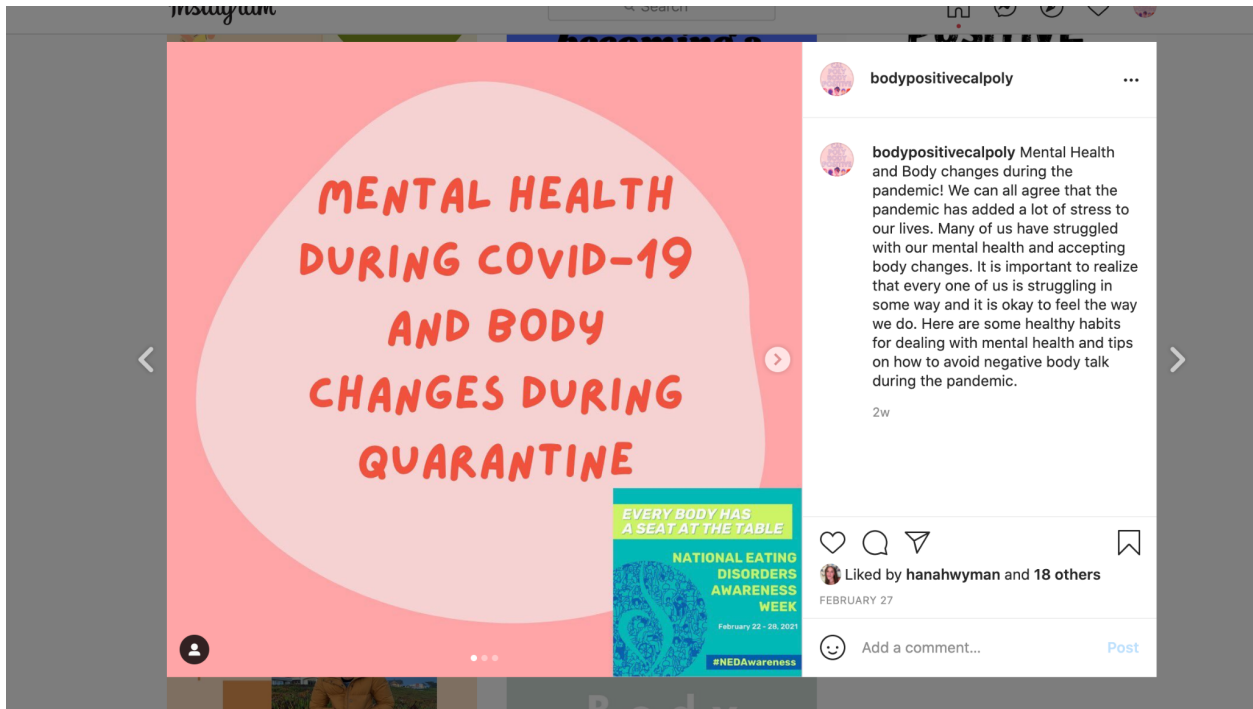 Instagram
Search
becoming a
POSITIVE
MENTAL HEALTH
DURING COVID-19
AND BODY
CHANGES DURING
QUARANTINE
EVERY BODY HAS
A SEAT AT THE TABLE
NATIONAL EATING
DISORDERS
AWARENESS
WEEK
February 22 - 28, 2021
#NEDAwareness
bodypositivecalpoly
bodypositivecalpoly Mental Health
and Body changes during the
pandemic! We can all agree that the
pandemic has added a lot of stress to
our lives. Many of us have struggled
with our mental health and accepting
body changes. It is important to realize
that every one of us is struggling in
some way and it is okay to feel the way
we do. Here are some healthy habits
for dealing with mental health and tips
on how to avoid negative body talk
during the pandemic.
2w
Liked by hanahwyman and 18 others
FEBRUARY 27
Add a comment...
Post
Body